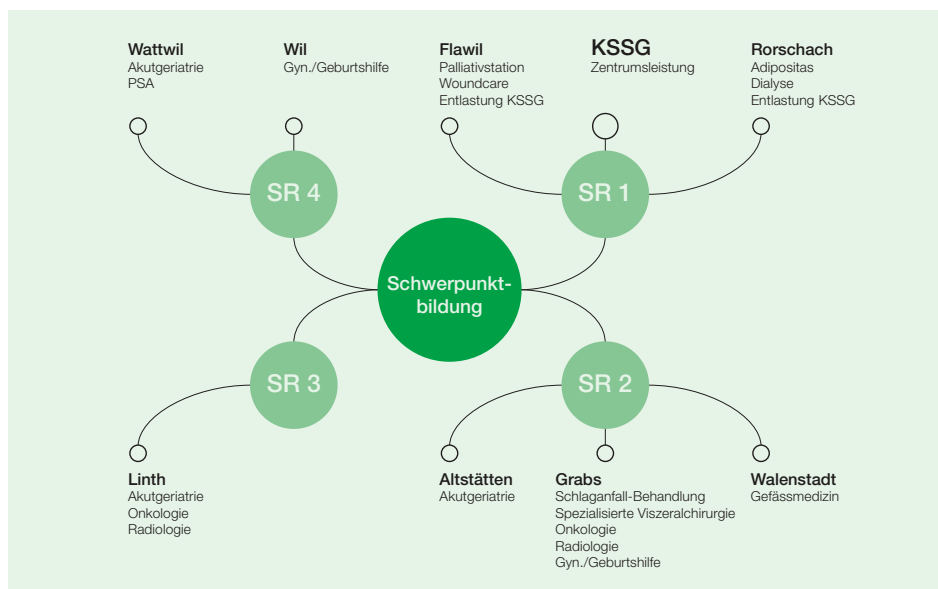 Wattwil
Akutgeriatrie
PSA
Wil
Gyn./Geburtshilfe
Flawil
Palliativstation
Woundcare
Entlastung KSSG
KSSG
Zentrumsleistung
Rorschach
Adipositas
Dialyse
Entlastung KSSG
SR 4
SR 1
Schwerpunkt-
bildung
SR 3
SR 2
Linth
Akutgeriatrie
Onkologie
Radiologie
Altstätten
Akutgeriatrie
Grabs
Schlaganfall-Behandlung
Spezialisierte Viszeralchirurgie
Onkologie
Radiologie
Gyn./Geburtshilfe
Walenstadt
Gefässmedizin